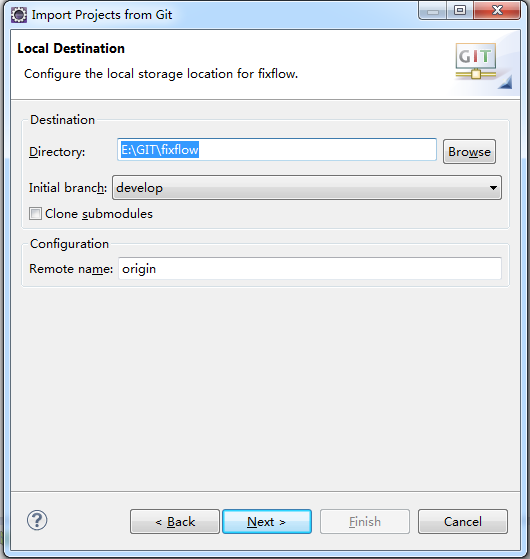 Import Projects from Git
Local Destination
Configure the local storage location for fixflow.
GIT
Destination
Directory: E:\GIT\fixflow Browse
Initial branch: develop
Clone submodules
Configuration
Remote name: origin
? < Back Next > Finish Cancel